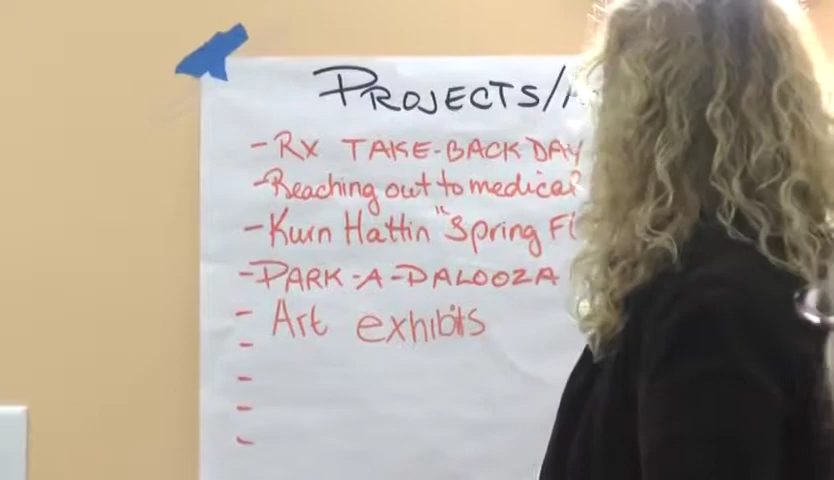 PROJECTS/
- RX TAKE-BACK DAY
- Reaching out to medical
- Kurn Hattin "Spring
- PARK-A-PALOOZA
- Art exhibits
-
-
-
-